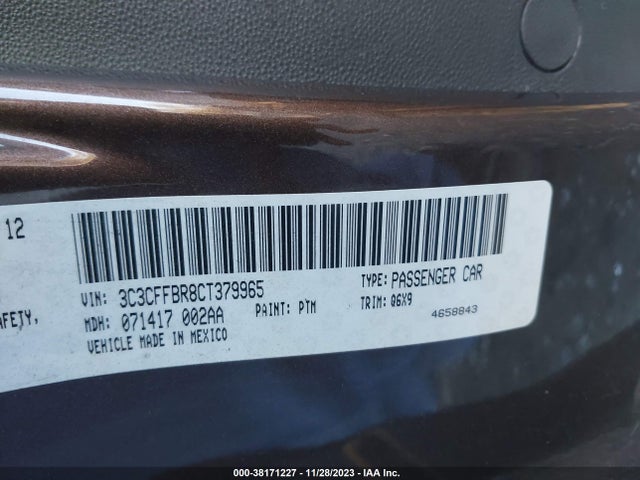 12
VIN: 3C3CFFBR8CT379965
TYPE: PASSENGER CAR
AFETY,
MDH: 071417 002AA
PAINT: PTM
TRIM: Q6X9
VEHICLE MADE IN MEXICO
4658843
000-38171227 - 11/28/2023 - IAA Inc.